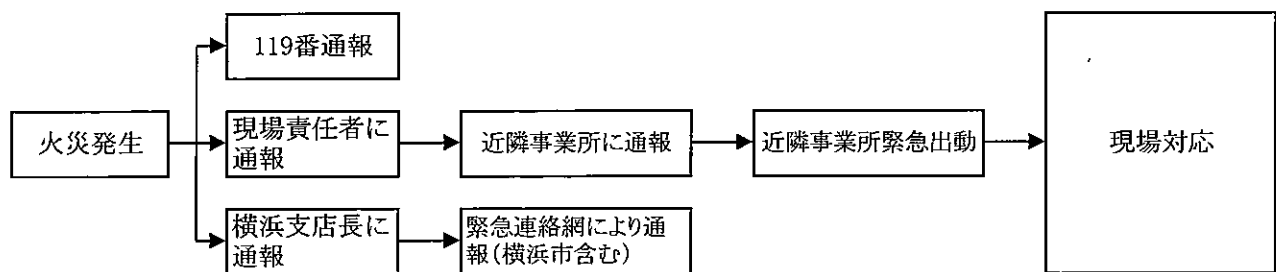 119番通報
火災発生
現場責任者に
通報
近隣事業所に通報
近隣事業所緊急出動
現場対応
横浜支店長に
通報
緊急連絡網により通
報(横浜市含む)